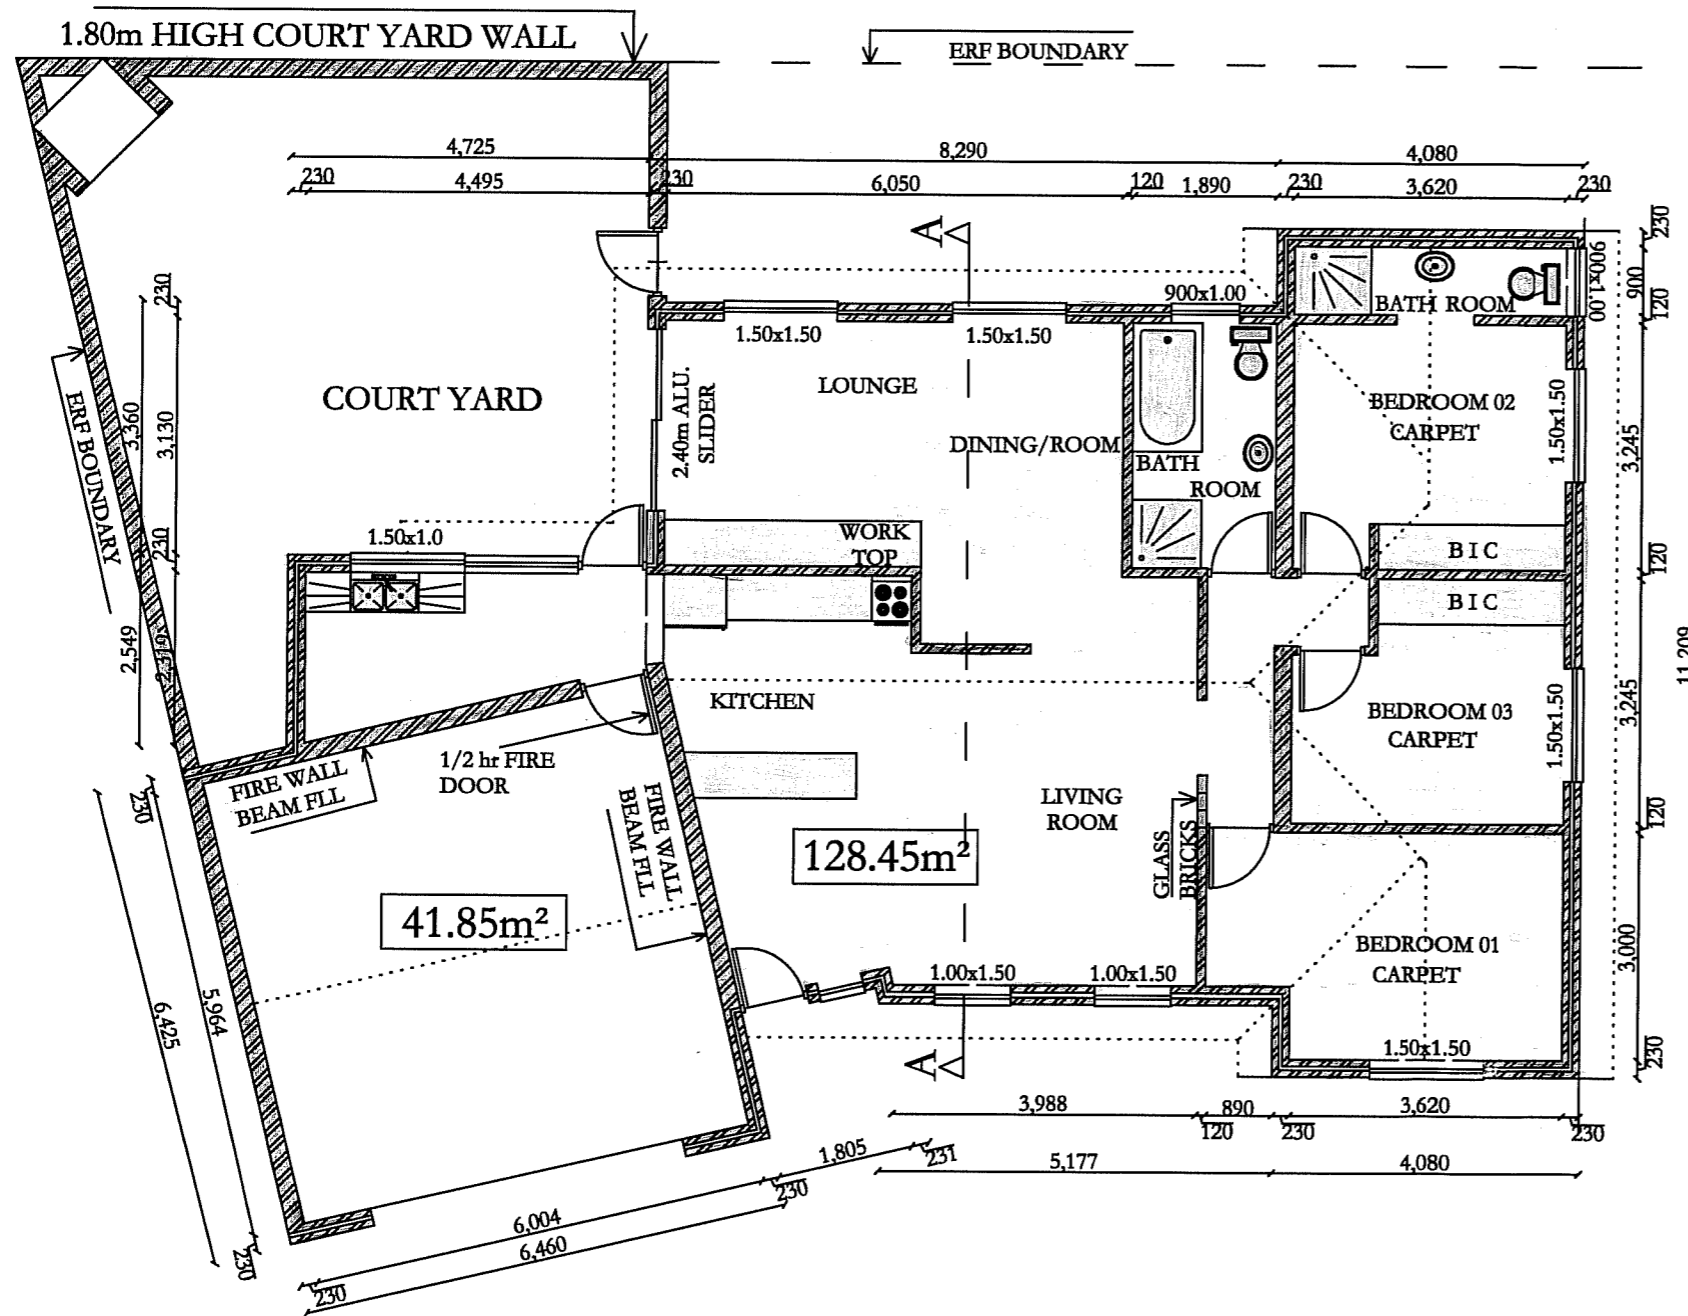 1.80m HIGH COURT YARD WALL
ERF BOUNDARY
4,725
8,290
4,080
230
4,495
230
6,050
120
1,890
230
3,620
230
A
230
900
120
3,245
120
3,245
120
3,000
230
11,209
900x1.00
BATH ROOM
900x1.00
1.50x1.50
1.50x1.50
LOUNGE
DINING/ROOM
2.40m ALU.
SLIDER
COURT YARD
BATH
ROOM
BEDROOM 02
CARPET
1.50x1.50
230
3,360
3,130
230
ERF BOUNDARY
1.50x1.0
WORK
TOP
BIC
BIC
2,549
2,319
KITCHEN
BEDROOM 03
CARPET
1.50x1.50
1/2 hr FIRE
DOOR
FIRE WALL
BEAM FLL
FIRE WALL
BEAM FLL
LIVING
ROOM
GLASS
BRICKS
128.45m²
41.85m²
230
5,964
6,425
230
BEDROOM 01
CARPET
1.00x1.50
1.00x1.50
1.50x1.50
A
3,988
890
3,620
120
230
230
5,177
4,080
1,805
231
230
6,004
6,460
230